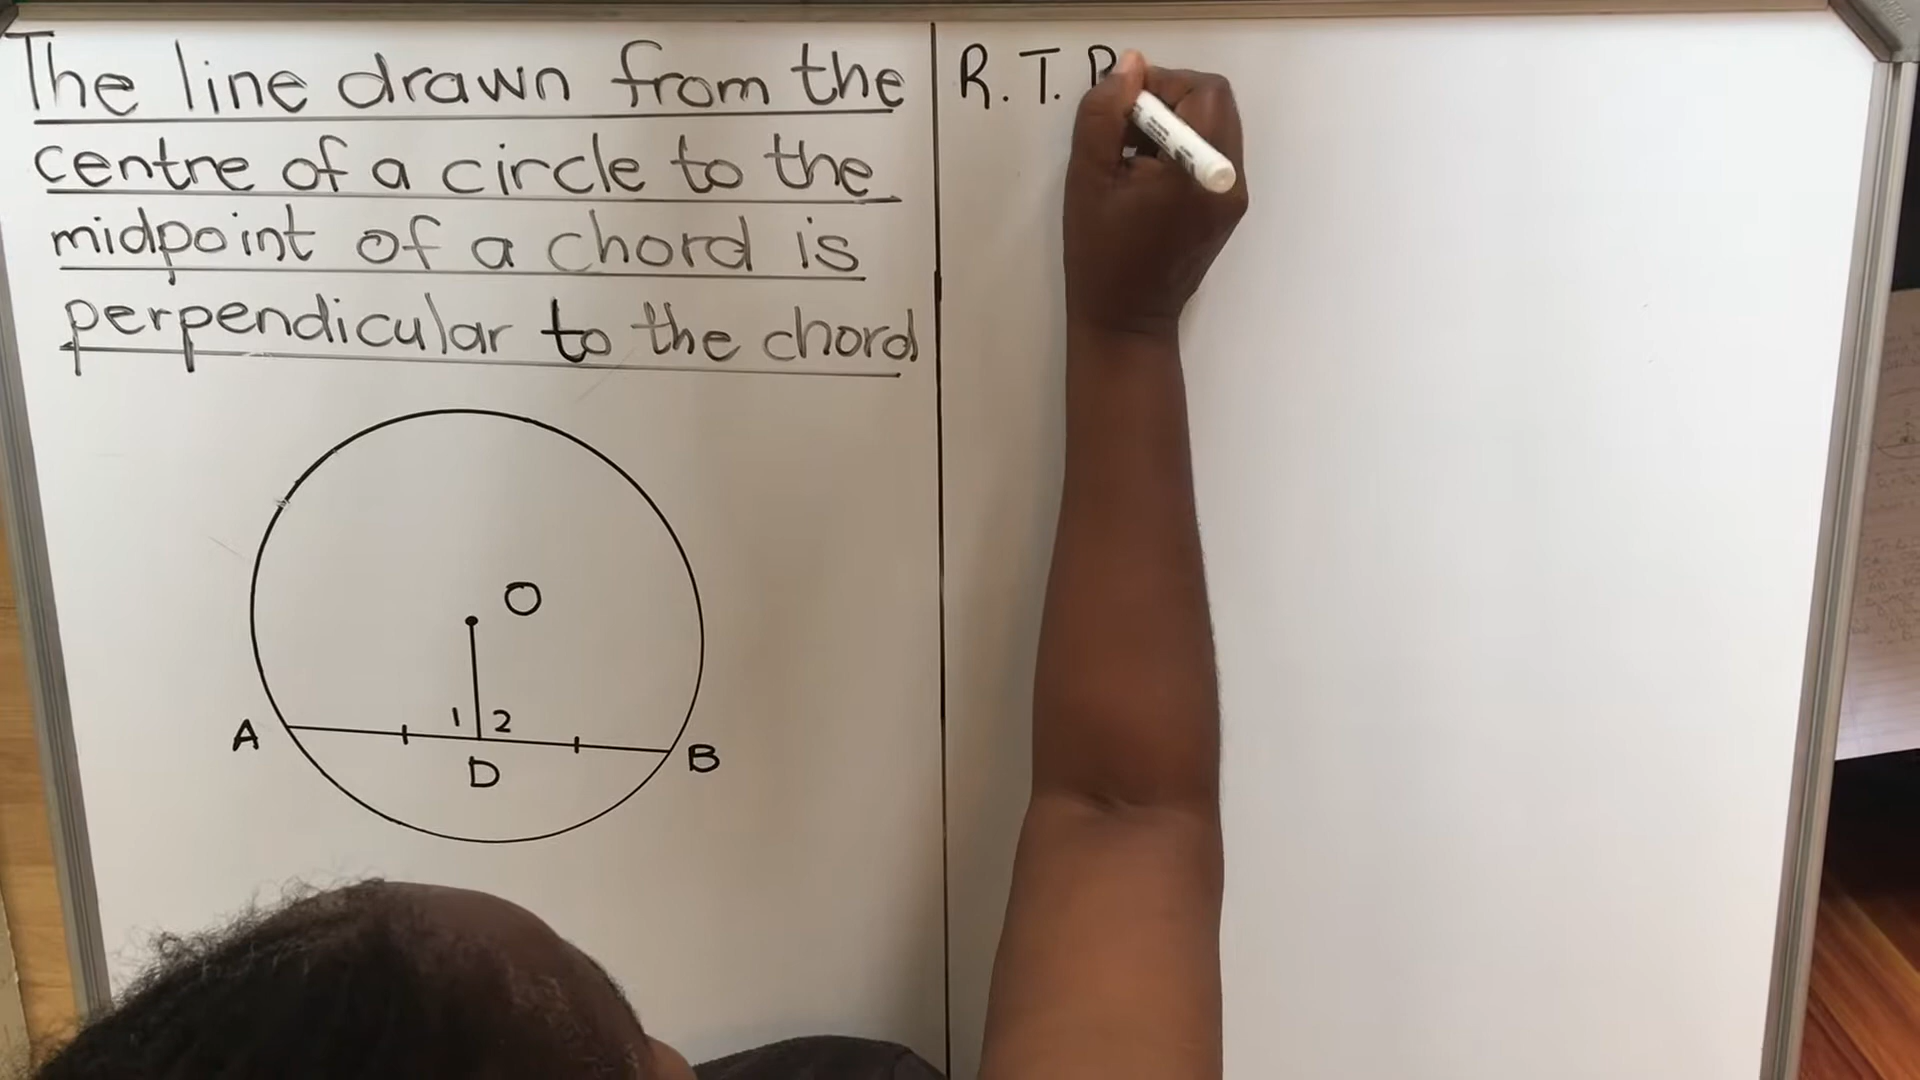 The line drawn from the
centre of a circle to the
midpoint of a chord is
perpendicular to the chord
R. T. P
O
1 2
A
D
B